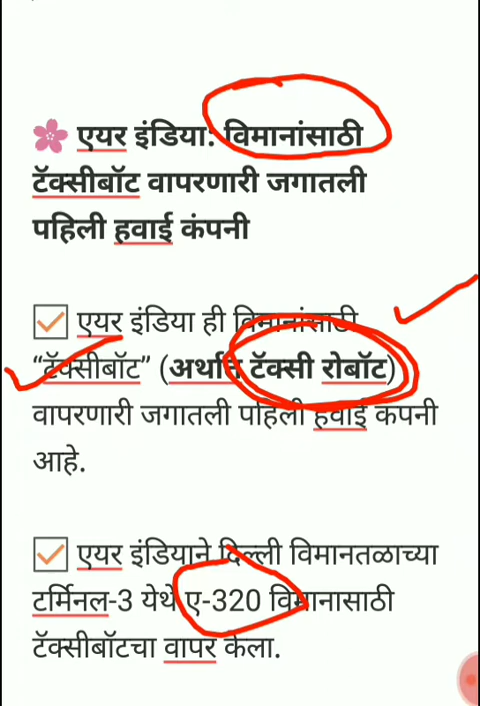 एयर इंडिया: विमानांसाठी
टॅक्सीबॉट वापरणारी जगातली
पहिली हवाई कंपनी
एयर इंडिया ही विमानांसाठी
“टॅक्सीबॉट” (अर्थात टॅक्सी रोबॉट)
वापरणारी जगातली पहिली हवाई कंपनी
आहे.
एयर इंडियाने दिल्ली विमानतळाच्या
टर्मिनल-3 येथे ए-320 विमानासाठी
टॅक्सीबॉटचा वापर केला.